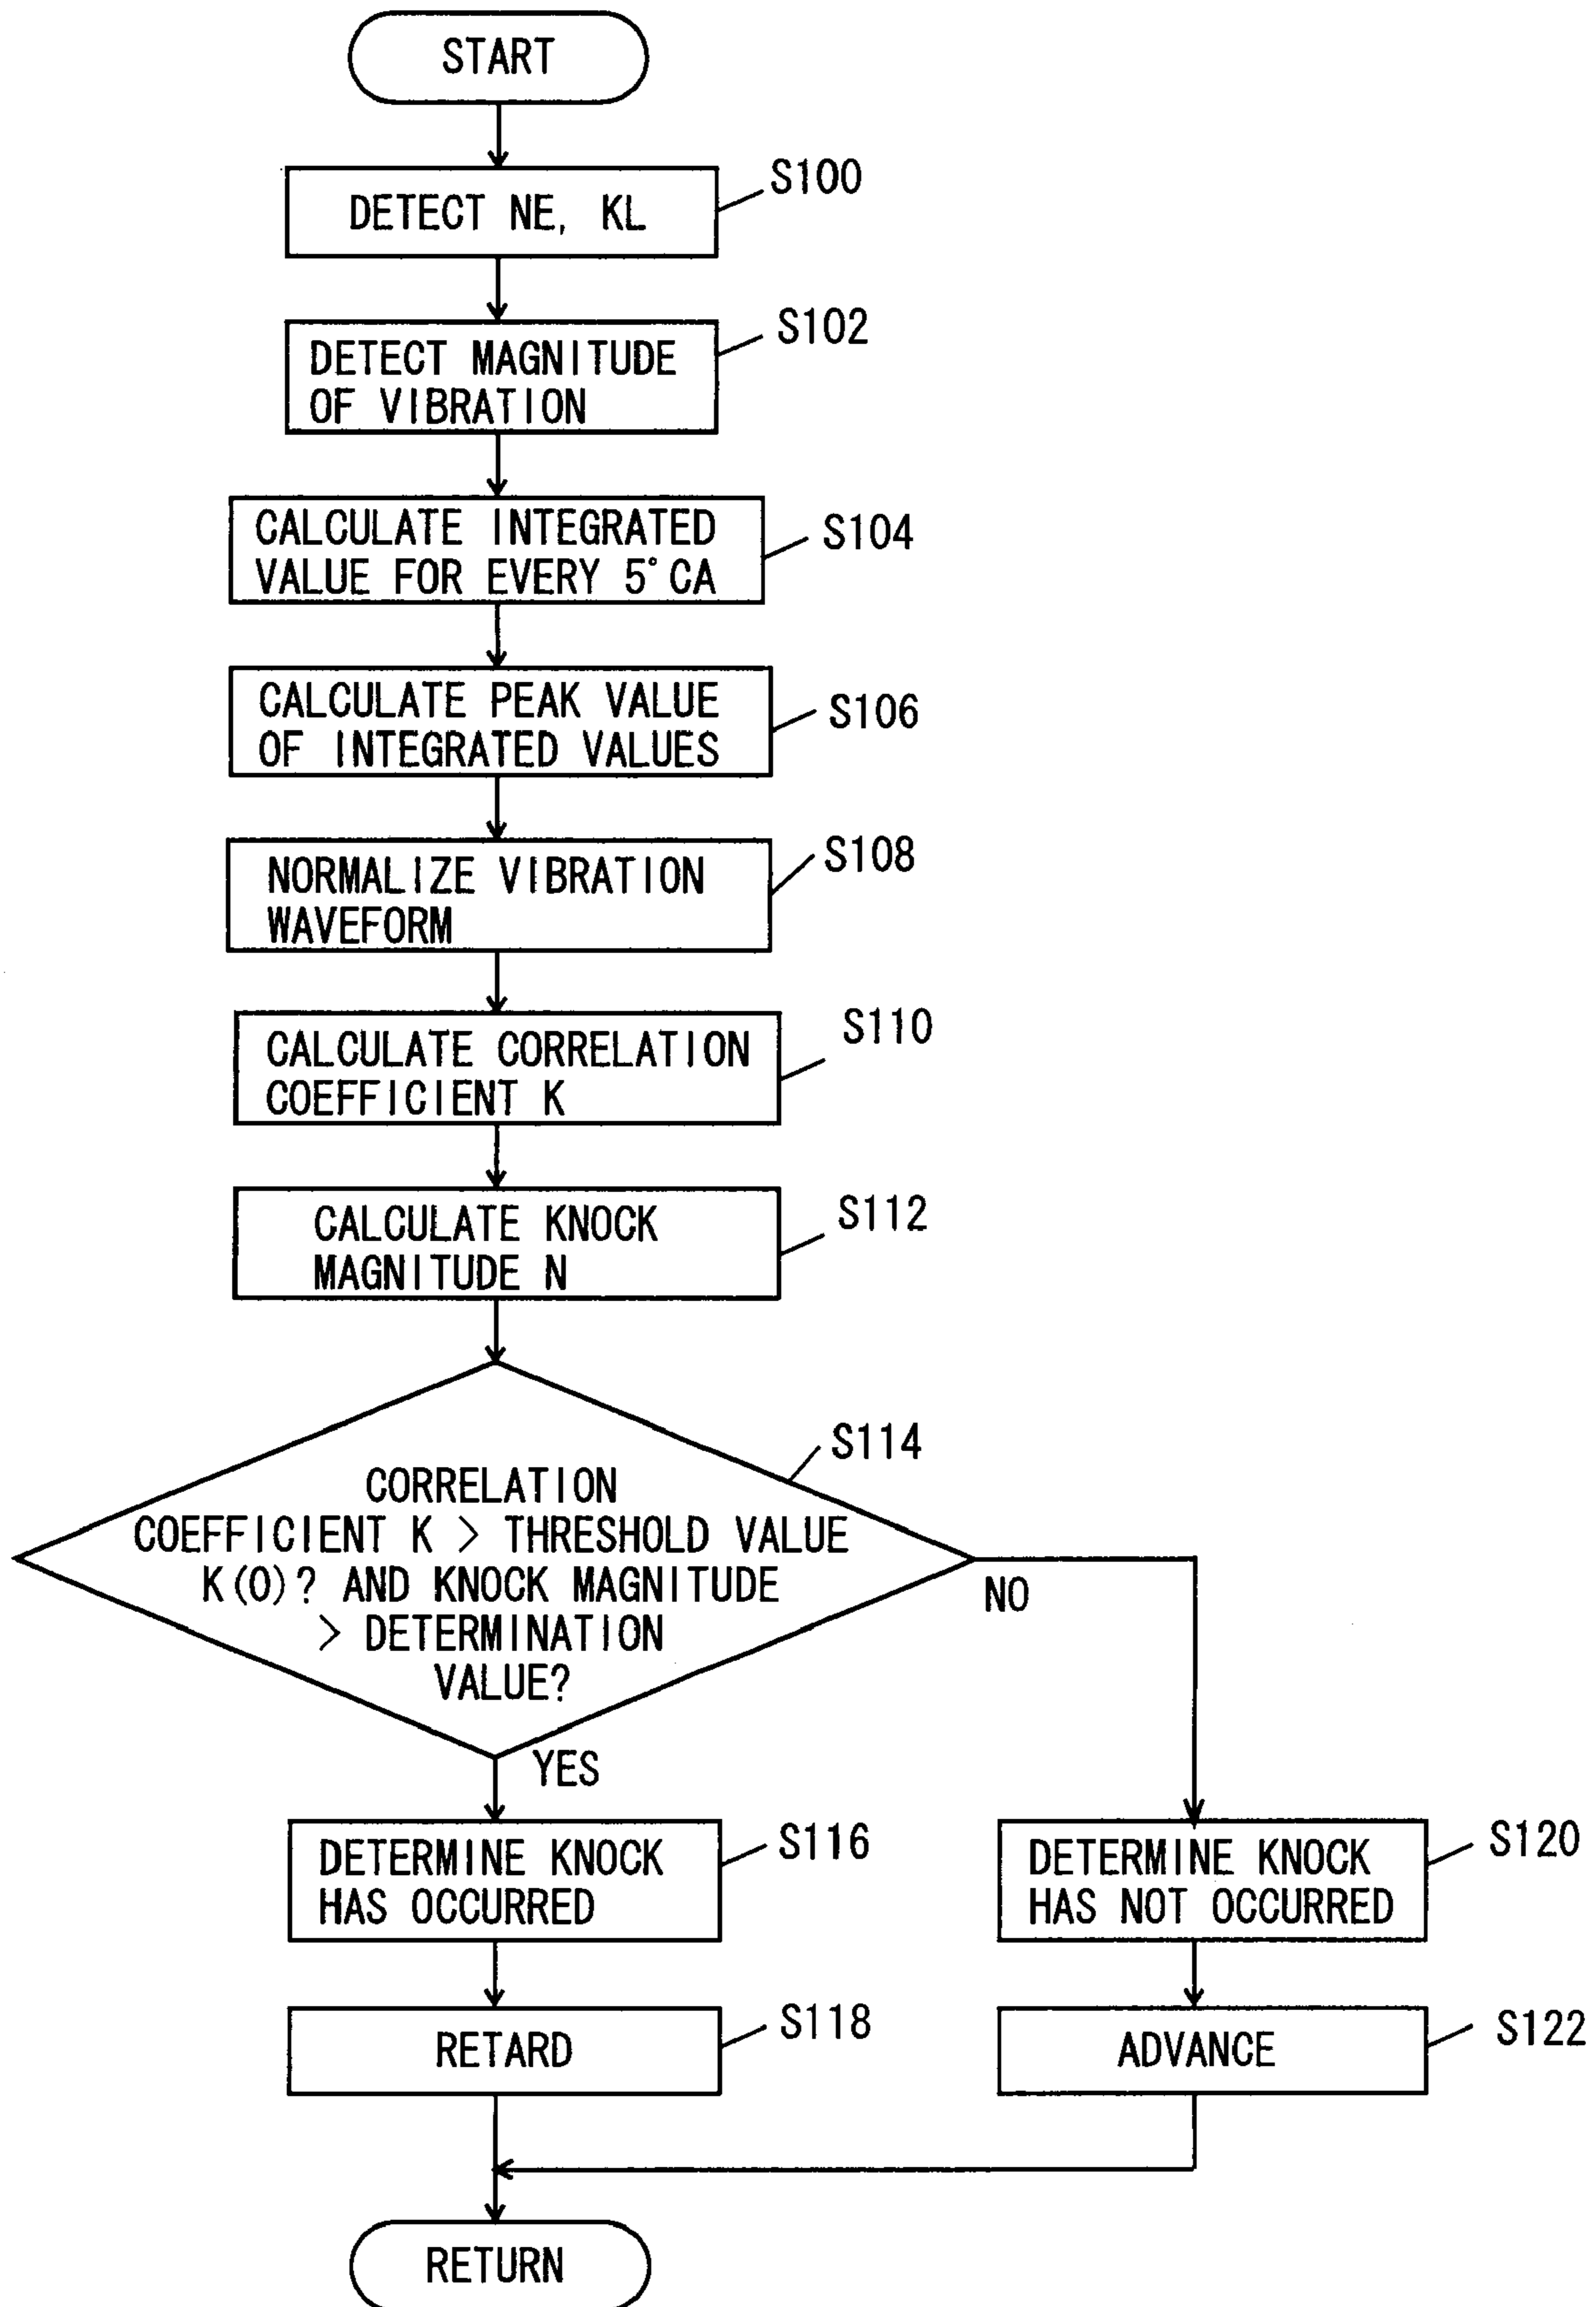 START
S100
DETECT NE, KL
S102
DETECT MAGNITUDE
OF VIBRATION
S104
CALCULATE INTEGRATED
VALUE FOR EVERY 5° CA
S106
CALCULATE PEAK VALUE
OF INTEGRATED VALUES
S108
NORMALIZE VIBRATION
WAVEFORM
S110
CALCULATE CORRELATION
COEFFICIENT K
S112
CALCULATE KNOCK
MAGNITUDE N
S114
CORRELATION
COEFFICIENT K > THRESHOLD VALUE
K(0)? AND KNOCK MAGNITUDE
> DETERMINATION
VALUE?
NO
YES
S116
DETERMINE KNOCK
HAS OCCURRED
S120
DETERMINE KNOCK
HAS NOT OCCURRED
S118
RETARD
S122
ADVANCE
RETURN